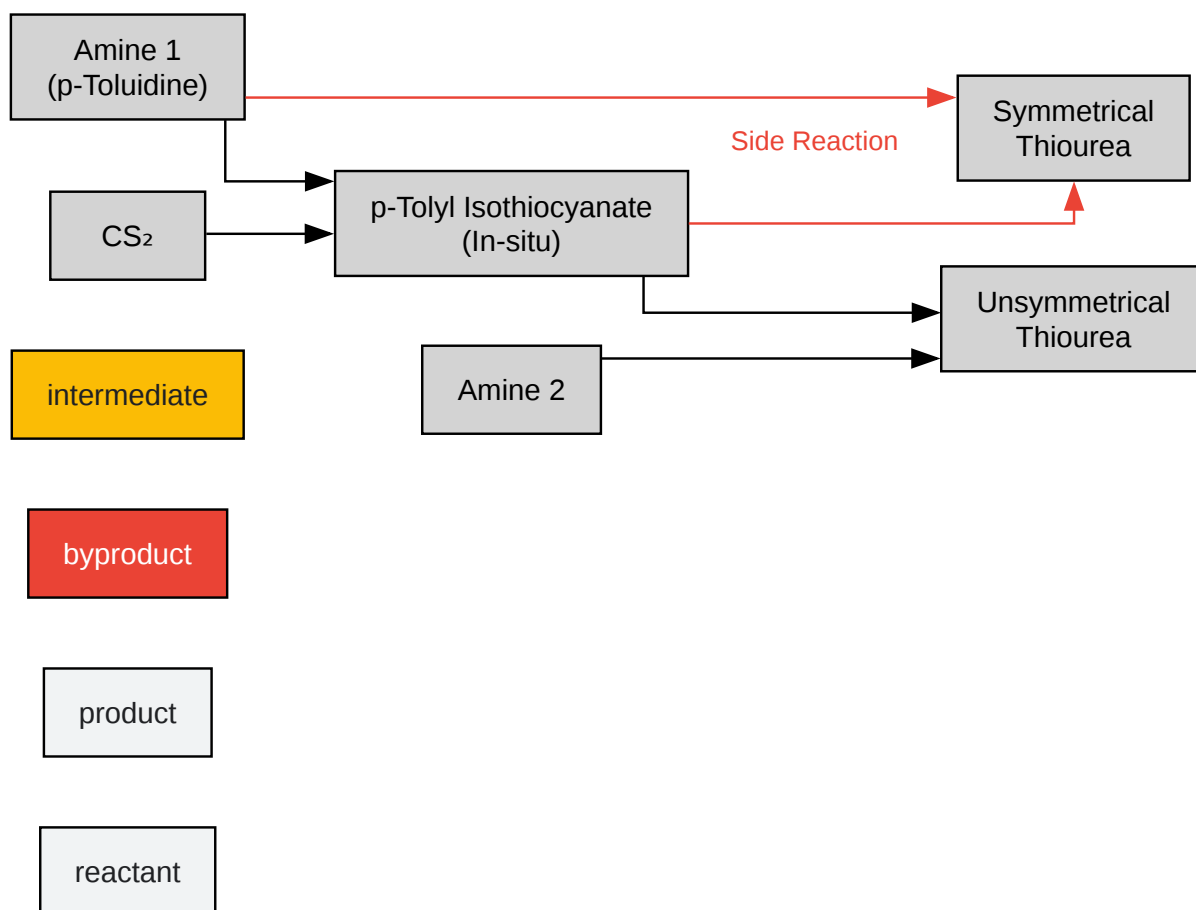 Amine 1
(p-Toluidine)
Symmetrical
Thiourea
Side Reaction
p-Tolyl Isothiocyanate
(In-situ)
CS₂
Unsymmetrical
Thiourea
Amine 2
intermediate
byproduct
product
reactant